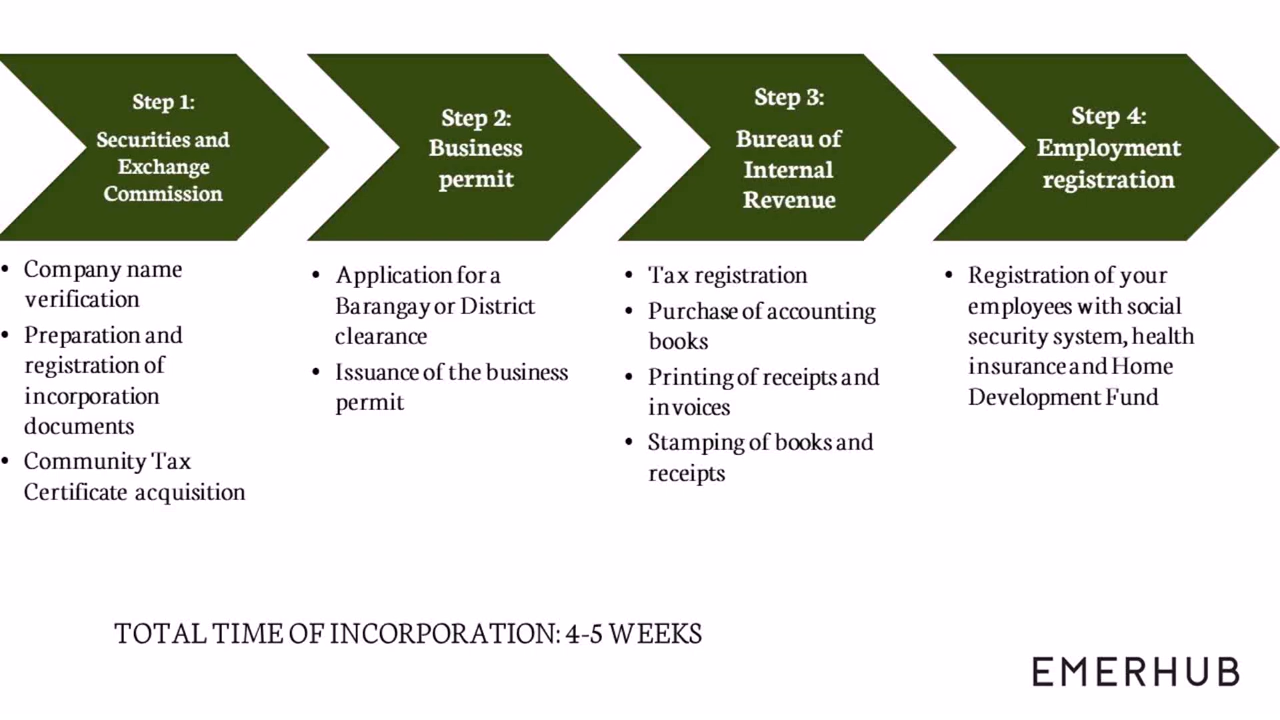 Step 1:
Securities and
Exchange
Commission
• Company name
verification
• Preparation and
registration of
incorporation
documents
• Community Tax
Certificate acquisition
Step 2:
Business
permit
• Application for a
Barangay or District
clearance
• Issuance of the business
permit
Step 3:
Bureau of
Internal
Revenue
• Tax registration
• Purchase of accounting
books
• Printing of receipts and
invoices
• Stamping of books and
receipts
Step 4:
Employment
registration
• Registration of your
employees with social
security system, health
insurance and Home
Development Fund
TOTAL TIME OF INCORPORATION: 4-5 WEEKS
EMERHUB